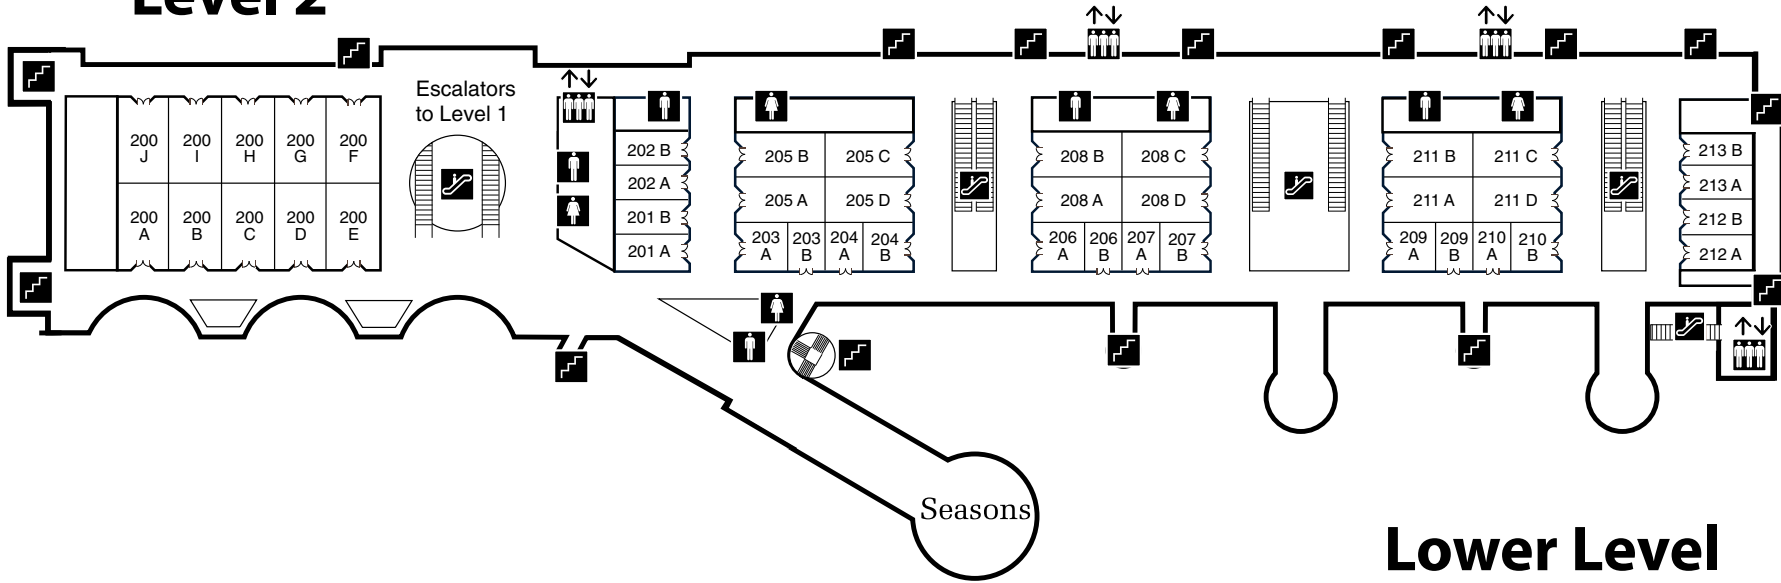 Level 2
Escalators
to Level 1
200
J
200
I
200
H
200
G
200
F
200
A
200
B
200
C
200
D
200
E
202 B
202 A
201 B
201 A
205 B
205 C
205 A
205 D
203
A
203
B
204
A
204
B
208 B
208 C
208 A
208 D
206
A
206
B
207
A
207
B
211 B
211 C
211 A
211 D
209
A
209
B
210
A
210
B
213 B
213 A
212 B
212 A
Seasons
Lower Level